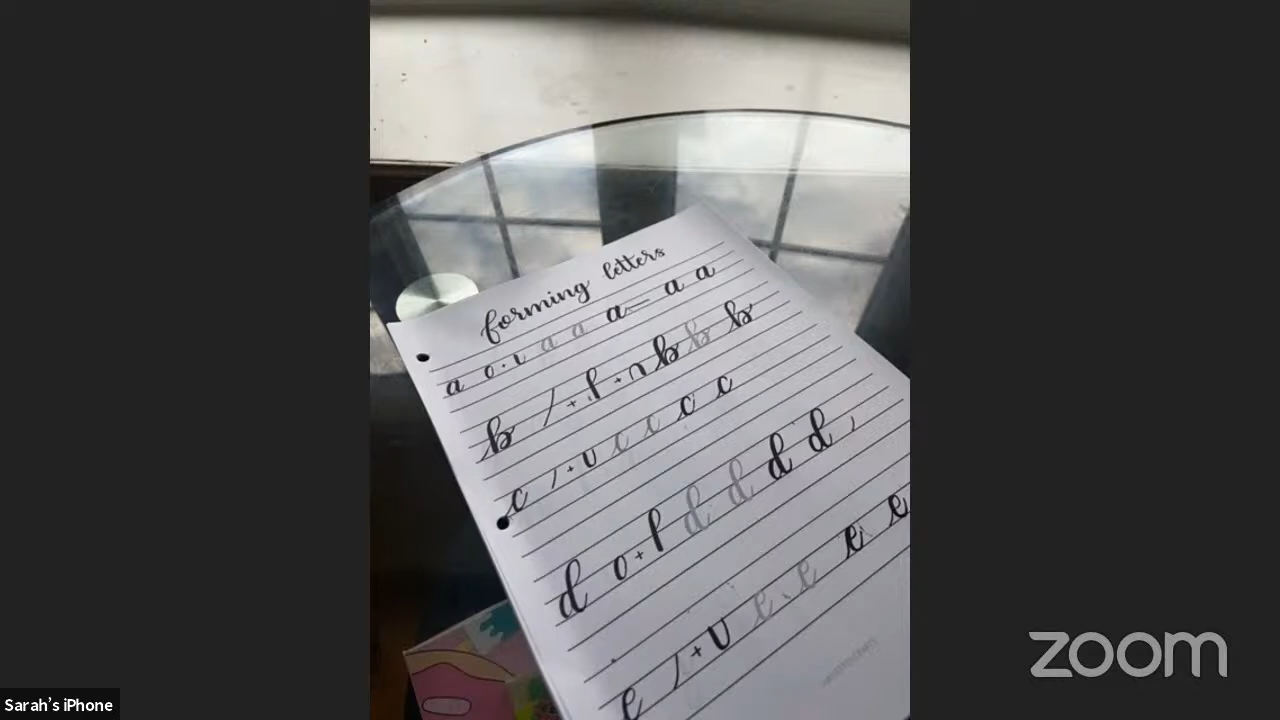 forming letters
a o + ι a a a a a
b / + l + n b b b
c / + υ c c c c
d o + l d d d d
e / + υ e e e e
Sarah's iPhone
zoom